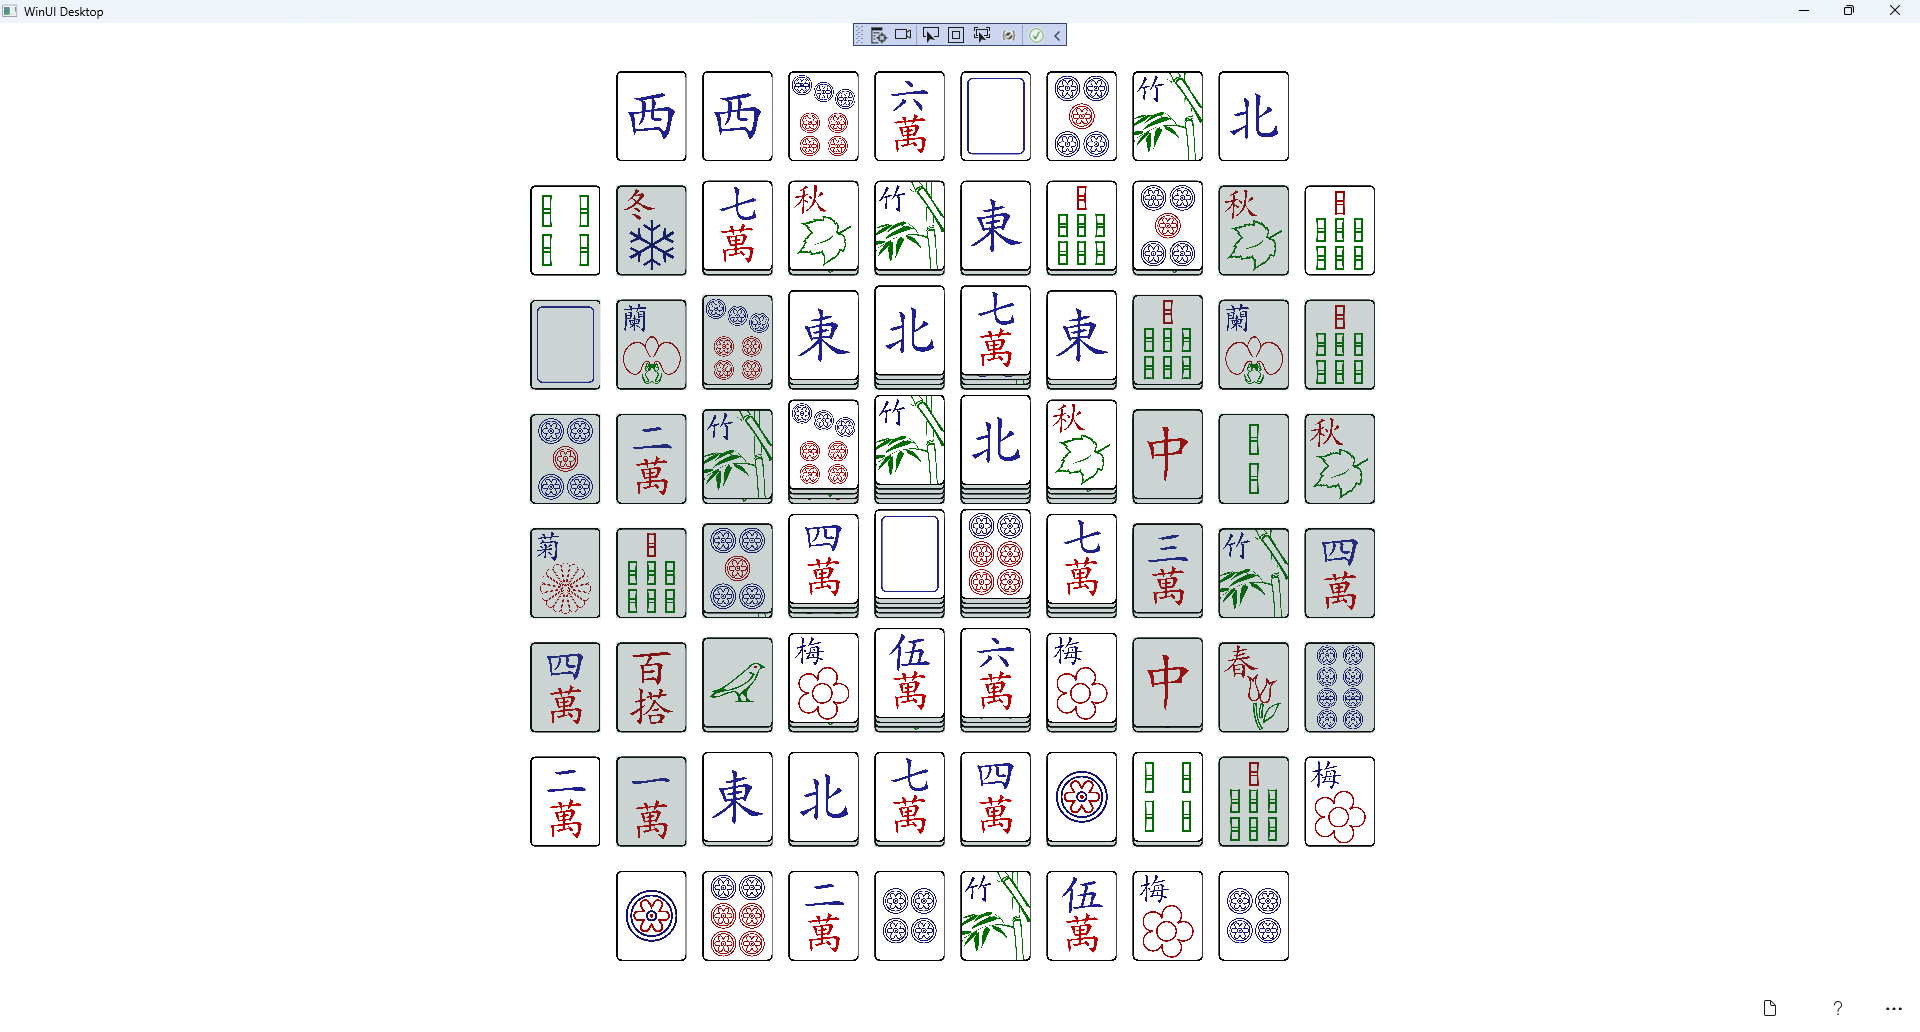 WinUI Desktop
西 西 六萬 竹 北
冬 七萬 秋 竹 東 秋
蘭 東 北 七萬 東 蘭
二萬 竹 竹 北 秋 中 秋
菊 四萬 七萬 三萬 竹 四萬
四萬 百搭 梅 伍萬 六萬 梅 中 春
二萬 一萬 東 北 七萬 四萬 梅
二萬 竹 伍萬 梅
?